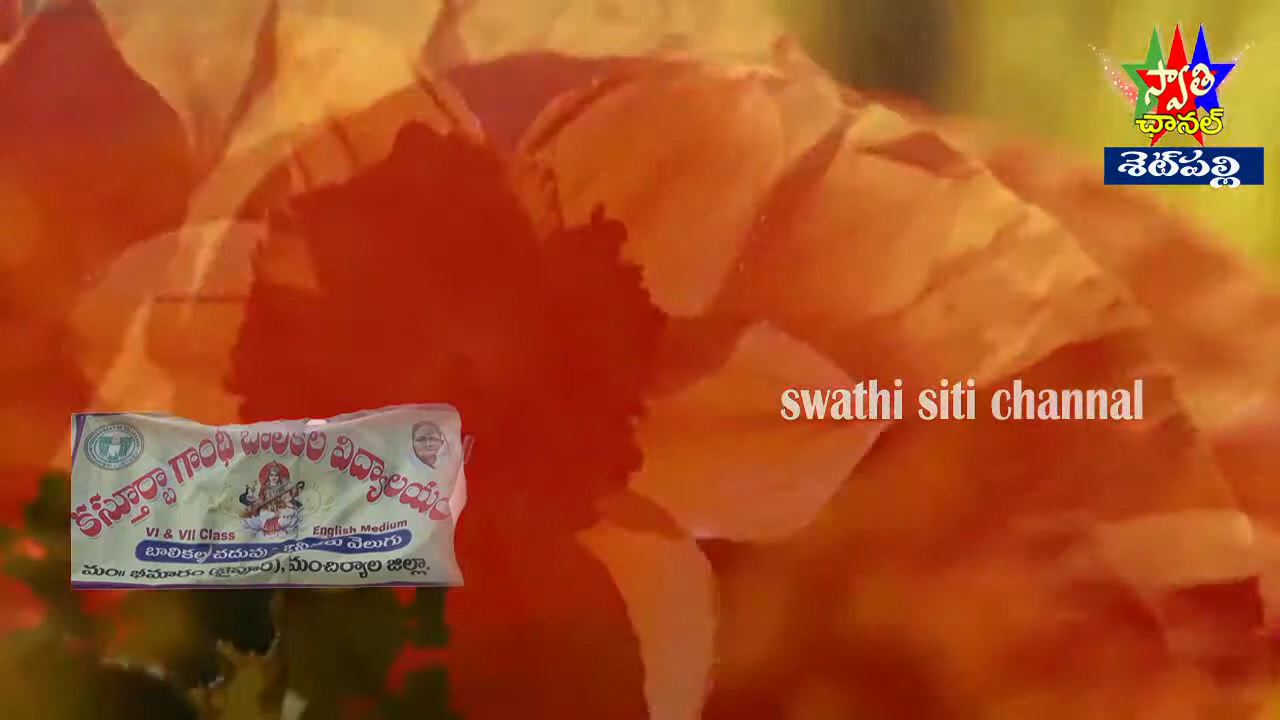 స్వాతి
ఛానల్
శెట్‌పల్లి
swathi siti channal
కస్తూర్బా గాంధీ బాలికల విద్యాలయం
VI & VII Class
English Medium
బాలికల చదువు - వెలుగు
మం॥ భీమారం (జైపూర్), మంచిర్యాల జిల్లా.